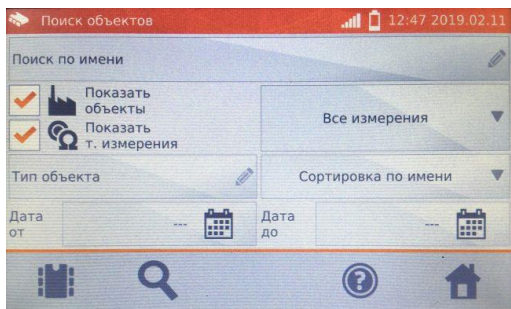 Поиск объектов 12:47 2019.02.11
Поиск по имени
Показать
объекты
Показать
т. измерения
Все измерения
Тип объекта
Сортировка по имени
Дата
от
---
Дата
до
---